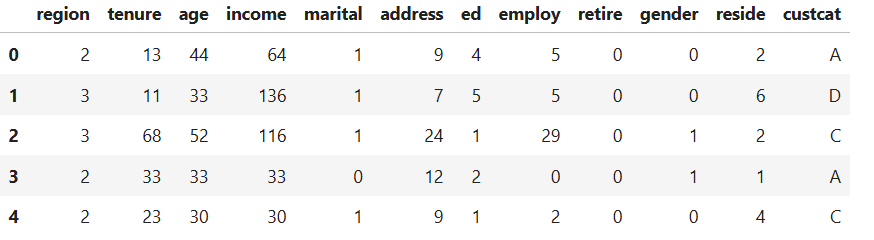 region tenure age income marital address ed employ retire gender reside custcat
0 2 13 44 64 1 9 4 5 0 0 2 A
1 3 11 33 136 1 7 5 5 0 0 6 D
2 3 68 52 116 1 24 1 29 0 1 2 C
3 2 33 33 33 0 12 2 0 0 1 1 A
4 2 23 30 30 1 9 1 2 0 0 4 C